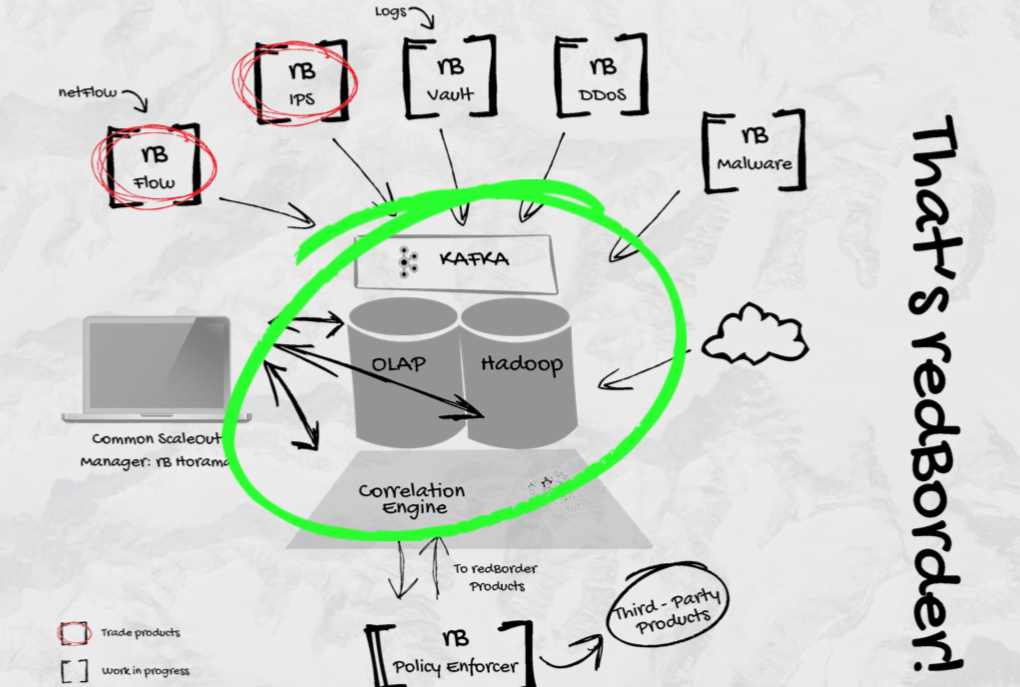 Logs
rB
IPS
rB
Vault
rB
DDoS
netFlow
rB
Flow
rB
Malware
KAFKA
OLAP
Hadoop
Common ScaleOut
Manager: rB Horama
Correlation
Engine
To redBorder
Products
Third-Party
Products
rB
Policy Enforcer
Trade products
Work in progress
That's redBorder!